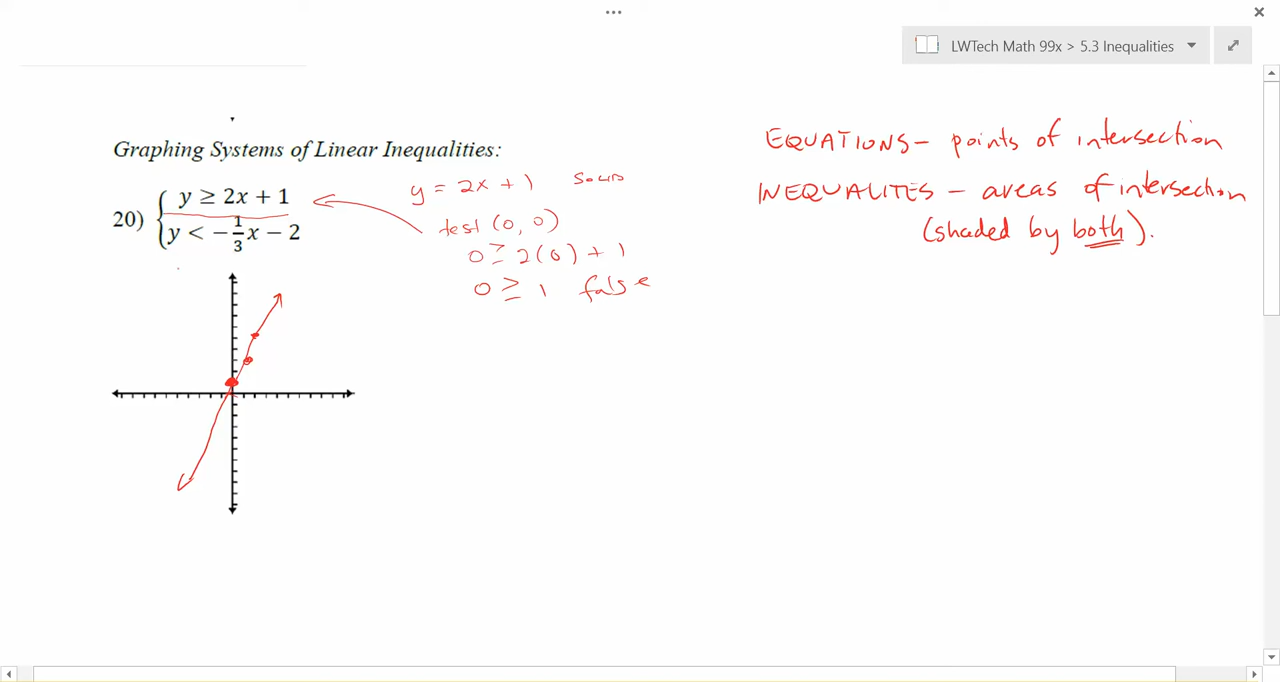 LWTech Math 99x > 5.3 Inequalities
Graphing Systems of Linear Inequalities:
20) { y ≥ 2x + 1
y < -1/3x - 2
y = 2x + 1
test (0, 0)
0 ≥ 2(0) + 1
0 ≥ 1 false
EQUATIONS – points of intersection
INEQUALITES – areas of intersection
(shaded by both).